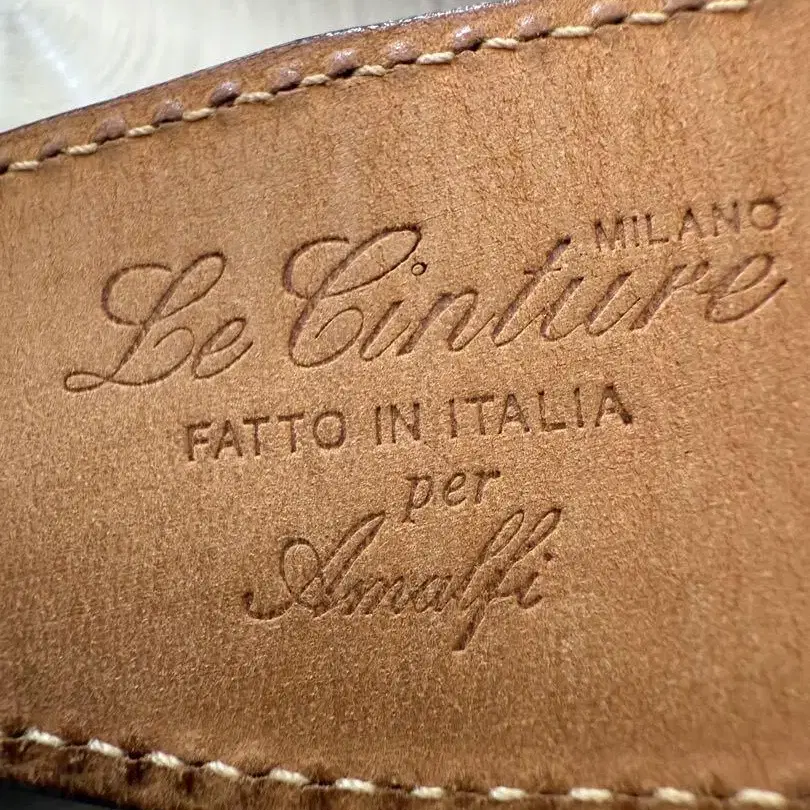 MILANO
Le Cinture
FATTO IN ITALIA
per
Amalfi